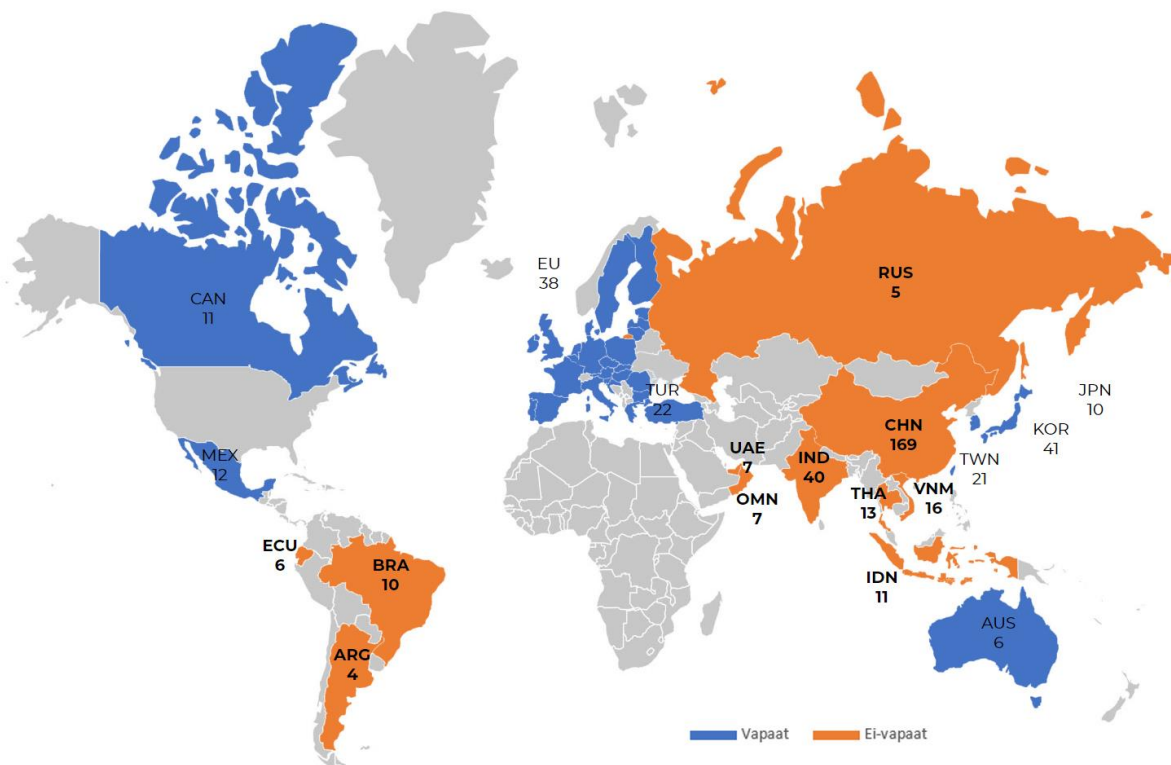 EU
38
CAN
11
RUS
5
TUR
22
JPN
10
CHN
169
KOR
41
MEX
12
UAE
7
IND
40
TWN
21
OMN
7
THA
13
VNM
16
ECU
6
BRA
10
IDN
11
AUS
6
ARG
4
Vapaat
Ei-vapaat